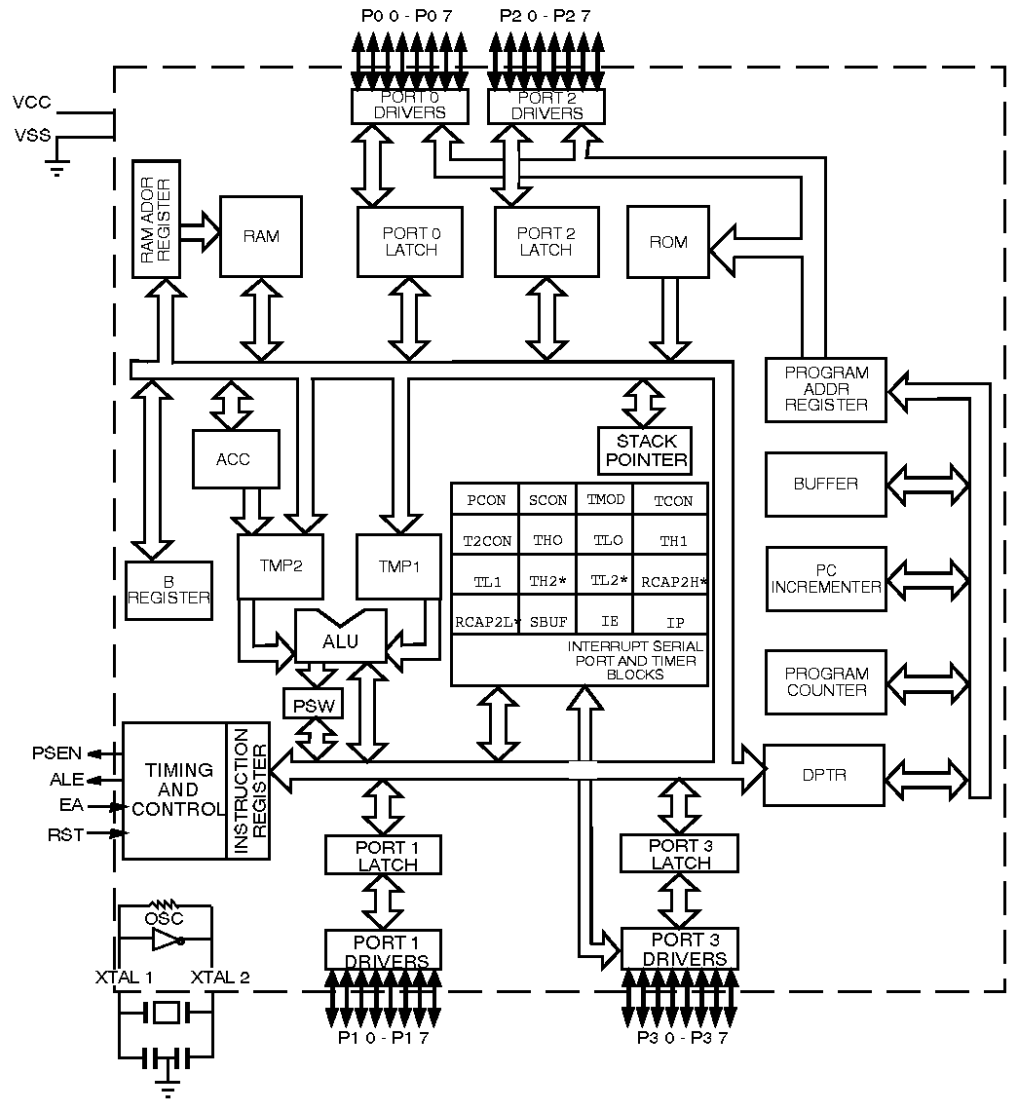 P0 0 - P0 7
P2 0 - P2 7
PORT 0
DRIVERS
PORT 2
DRIVERS
VCC
VSS
RAM ADDR
REGISTER
RAM
PORT 0
LATCH
PORT 2
LATCH
ROM
PROGRAM
ADDR
REGISTER
STACK
POINTER
ACC
BUFFER
PCON SCON TMOD TCON
T2CON TH0 TL0 TH1
TL1 TH2* TL2* RCAP2H*
RCAP2L* SBUF IE IP
INTERRUPT SERIAL
PORT AND TIMER
BLOCKS
B
REGISTER
TMP2
TMP1
PC
INCREMENTER
ALU
PSW
PROGRAM
COUNTER
PSEN
ALE
EA
RST
TIMING
AND
CONTROL
INSTRUCTION
REGISTER
DPTR
PORT 1
LATCH
PORT 3
LATCH
OSC
XTAL 1
XTAL 2
PORT 1
DRIVERS
PORT 3
DRIVERS
P1 0 - P1 7
P3 0 - P3 7